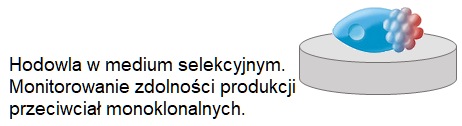 Hodowla w medium selekcyjnym.
Monitorowanie zdolności produkcji
przeciwciał monoklonalnych.